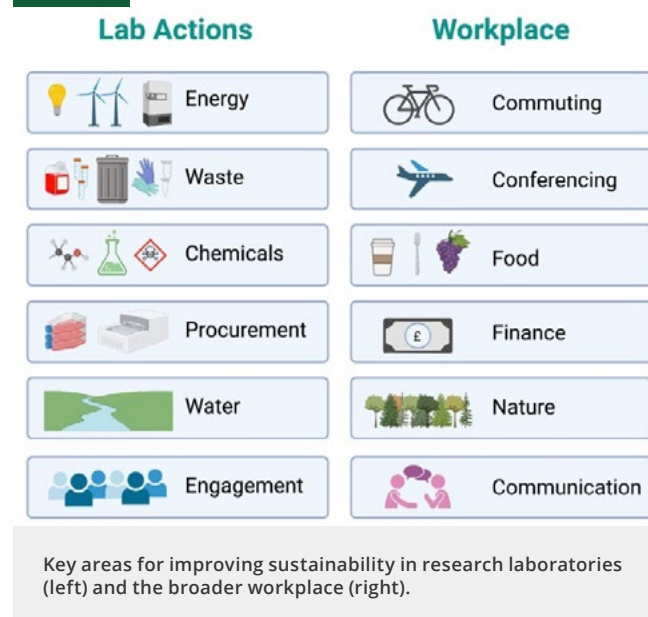 Lab Actions
Workplace
Energy
Commuting
Waste
Conferencing
Chemicals
Food
Procurement
£
Finance
Water
Nature
Engagement
Communication
Key areas for improving sustainability in research laboratories
(left) and the broader workplace (right).